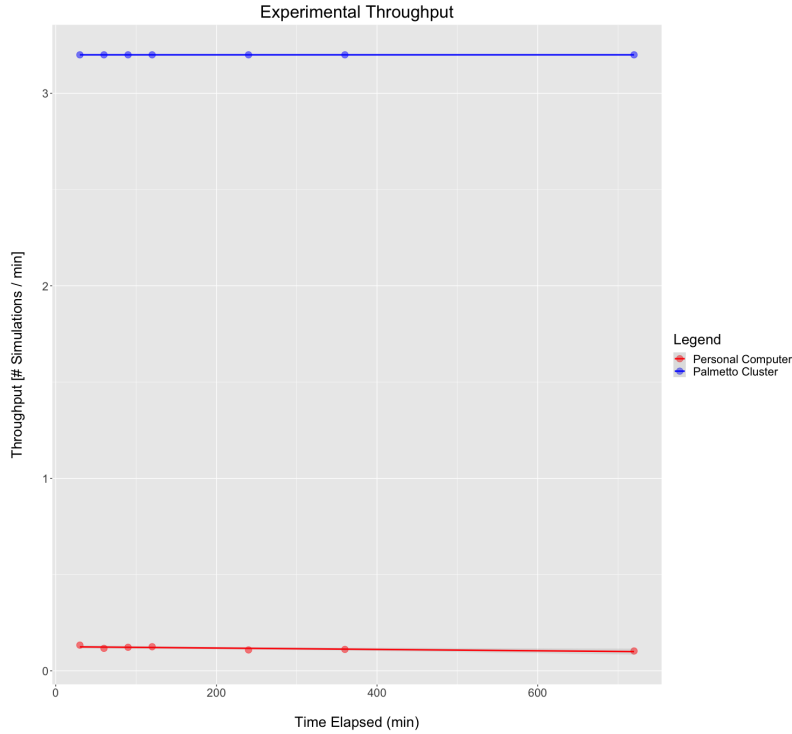 Experimental Throughput
Throughput [# Simulations / min]
3
2
1
0
0 200 400 600
Time Elapsed (min)
Legend
Personal Computer
Palmetto Cluster